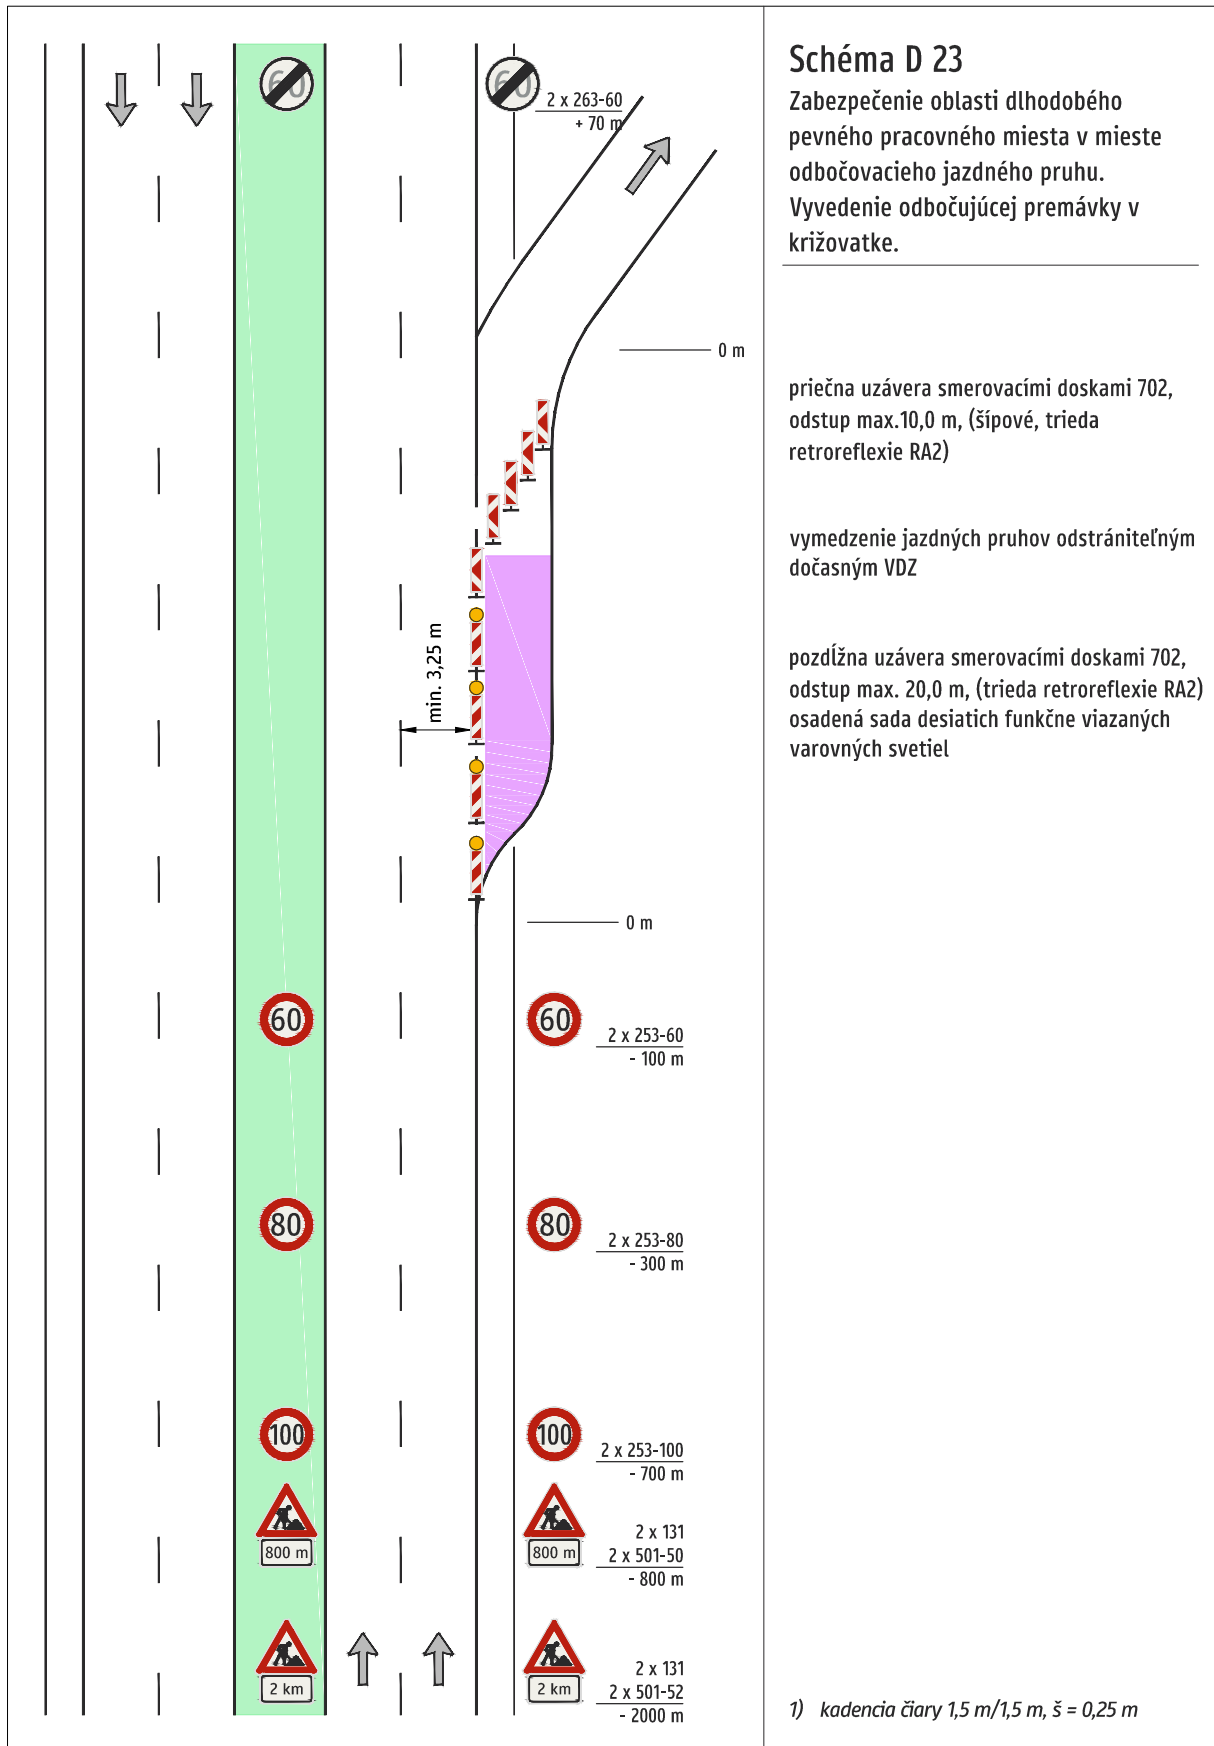 Schéma D 23
Zabezpečenie oblasti dlhodobého
pevného pracovného miesta v mieste
odbočovacieho jazdného pruhu.
Vyvedenie odbočujúcej premávky v
križovatke.
60
60
2 x 263-60
+ 70 m
0 m
priečna uzávera smerovacími doskami 702,
odstup max.10,0 m, (šípové, trieda
retroreflexie RA2)
vymedzenie jazdných pruhov odstrániteľným
dočasným VDZ
min. 3,25 m
pozdĺžna uzávera smerovacími doskami 702,
odstup max. 20,0 m, (trieda retroreflexie RA2)
osadená sada desiatich funkčne viazaných
varovných svetiel
0 m
60
60
2 x 253-60
- 100 m
80
80
2 x 253-80
- 300 m
100
100
2 x 253-100
- 700 m
800 m
800 m
2 x 131
2 x 501-50
- 800 m
2 km
2 km
2 x 131
2 x 501-52
- 2000 m
1) kadencia čiary 1,5 m/1,5 m, š = 0,25 m